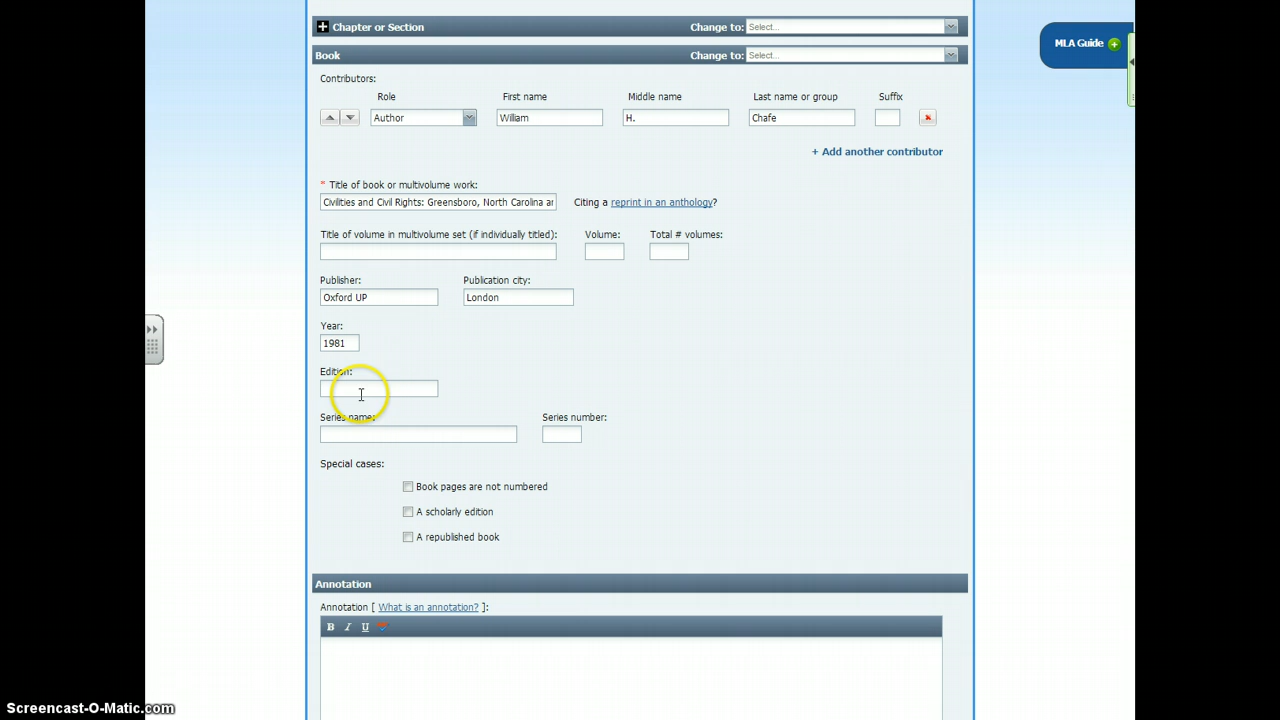 Chapter or Section Change to: Select...
MLA Guide
Book Change to: Select...
Contributors:
Role First name Middle name Last name or group Suffix
Author William H. Chafe
+ Add another contributor
* Title of book or multivolume work:
Civilities and Civil Rights: Greensboro, North Carolina ar Citing a reprint in an anthology?
Title of volume in multivolume set (if individually titled): Volume: Total # volumes:
Publisher: Publication city:
Oxford UP London
Year:
1981
Edition:
Series name: Series number:
Special cases:
Book pages are not numbered
A scholarly edition
A republished book
Annotation
Annotation [ What is an annotation? ]:
B I U
Screencast-O-Matic.com